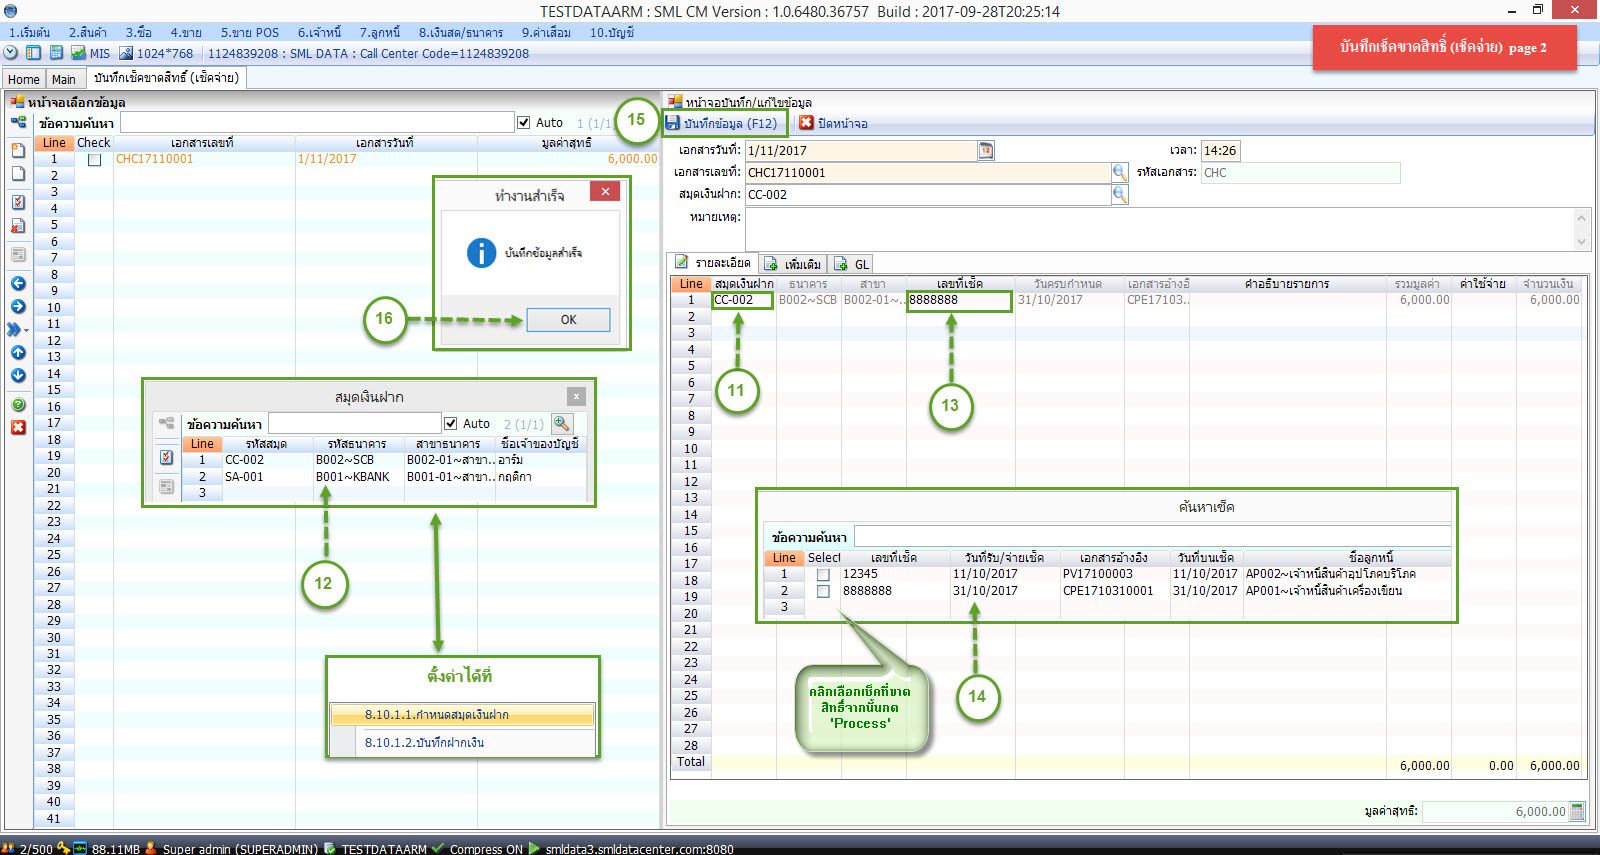 TESTDATAARM : SML CM Version : 1.0.6480.36757 Build : 2017-09-28T20:25:14
1.เริ่มต้น 2.สินค้า 3.ซื้อ 4.ขาย 5.ขาย POS 6.เจ้าหนี้ 7.ลูกหนี้ 8.เงินสด/ธนาคาร 9.ค่าเสื่อม 10.บัญชี
MIS 1024*768 1124839208 : SML DATA : Call Center Code=1124839208
บันทึกเช็คขาดสิทธิ์ (เช็คจ่าย) page 2
Home Main บันทึกเช็คขาดสิทธิ์ (เช็คจ่าย)
หน้าจอเลือกข้อมูล
ข้อความค้นหา Auto 1 (1/1)
Line Check เอกสารเลขที่ เอกสารวันที่ มูลค่าสุทธิ
1 CHC17110001 1/11/2017 6,000.00
2
3
4
5
6
7
8
9
10
11
12
13
14
15
16
17
18
19
20
21
22
23
24
25
26
27
28
29
30
31
32
33
34
35
36
37
38
39
40
41
ทำงานสำเร็จ
บันทึกข้อมูลสำเร็จ
OK
16
สมุดเงินฝาก
ข้อความค้นหา Auto 2 (1/1)
Line รหัสสมุด รหัสธนาคาร สาขาธนาคาร ชื่อเจ้าของบัญชี
1 CC-002 B002~SCB B002-01~สาขา.. อาร์ม
2 SA-001 B001~KBANK B001-01~สาขา.. กฤติกา
3
12
ตั้งค่าได้ที่
8.10.1.1.กำหนดสมุดเงินฝาก
8.10.1.2.บันทึกฝากเงิน
หน้าจอบันทึก/แก้ไขข้อมูล
15
บันทึกข้อมูล (F12) ปิดหน้าจอ
เอกสารวันที่: 1/11/2017 12 เวลา: 14:26
เอกสารเลขที่: CHC17110001 รหัสเอกสาร: CHC
สมุดเงินฝาก: CC-002
หมายเหตุ:
รายละเอียด เพิ่มเติม GL
Line สมุดเงินฝาก ธนาคาร สาขา เลขที่เช็ค วันครบกำหนด เอกสารอ้างอิ คำอธิบายรายการ รวมมูลค่า ค่าใช้จ่าย จำนวนเงิน
1 CC-002 B002~SCB B002-01~.. 8888888 31/10/2017 CPE17103.. 6,000.00 6,000.00
2
3
4
5
6
7
8
9
10
11
12
13
14
15
16
17
18
19
20
21
22
23
24
25
26
27
28
11
13
ค้นหาเช็ค
ข้อความค้นหา
Line Select เลขที่เช็ค วันที่รับ/จ่ายเช็ค เอกสารอ้างอิง วันที่บนเช็ค ชื่อลูกหนี้
1 12345 11/10/2017 PV17100003 11/10/2017 AP002~เจ้าหนี้สินค้าอุปโภคบริโภค
2 8888888 31/10/2017 CPE1710310001 31/10/2017 AP001~เจ้าหนี้สินค้าเครื่องเขียน
3
คลิกเลือกเช็คที่ขาด
สิทธิ์จากนั้นกด
'Process'
14
Total 6,000.00 0.00 6,000.00
มูลค่าสุทธิ: 6,000.00
2/500 88.11MB Super admin (SUPERADMIN) TESTDATAARM Compress ON smldata3.smldatacenter.com:8080